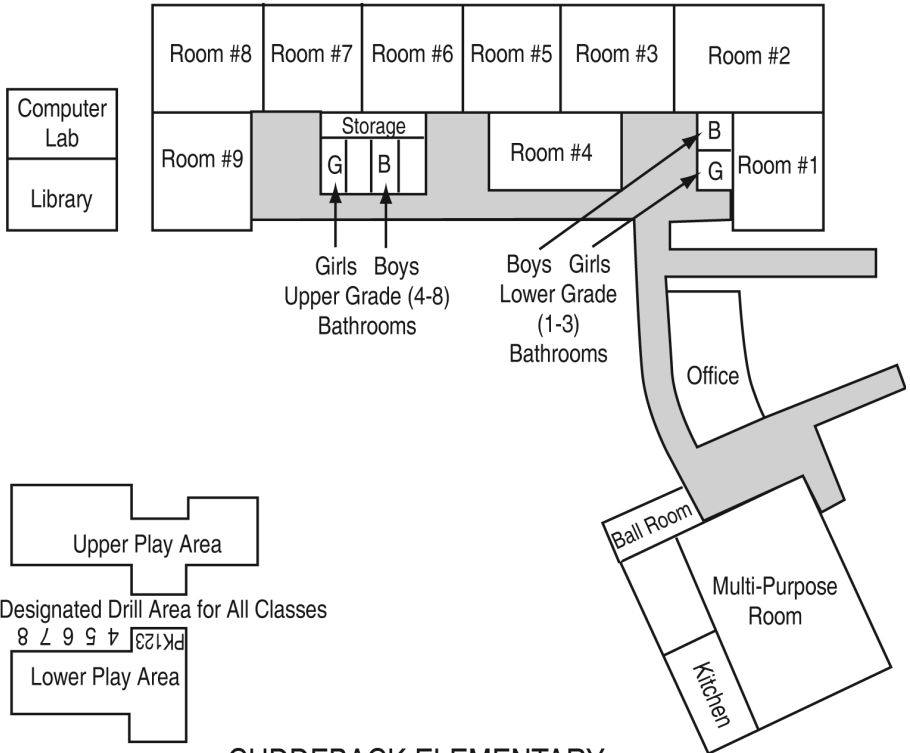 Room #8
Room #7
Room #6
Room #5
Room #3
Room #2
Computer
Lab
Library
Room #9
Storage
G
B
Room #4
B
G
Room #1
Girls Boys
Upper Grade (4-8)
Bathrooms
Boys Girls
Lower Grade
(1-3)
Bathrooms
Office
Ball Room
Multi-Purpose
Room
Kitchen
Upper Play Area
Designated Drill Area for All Classes
8 7 6 5 4 PK123
Lower Play Area
CUDDEBACK ELEMENTARY